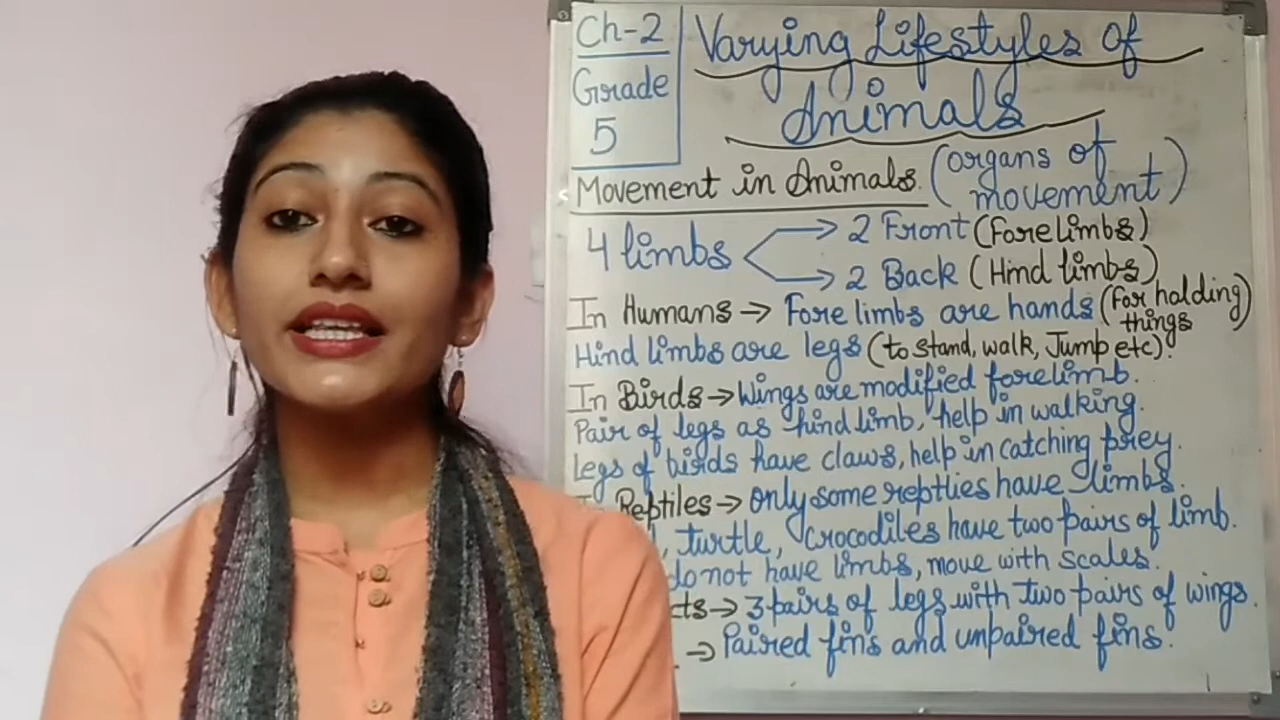 Ch-2
Grade
5
Varying Lifestyles of
Animals
Movement in Animals. (organs of
movement)
4 limbs → 2 Front (Forelimbs)
→ 2 Back (Hind limbs)
In Humans → Fore limbs are hands (for holding)
things
Hind limbs are legs (to stand, walk, Jump etc).
In Birds → Wings are modified forelimb.
Pair of legs as hind limb, help in walking.
Legs of birds have claws, help in catching prey.
Reptiles → only some reptlies have limbs.
, turtle, Crocodiles have two pairs of limb.
do not have limbs, move with scales.
cts → 3 pairs of legs with two pairs of wings.
→ Paired fins and unpaired fins.